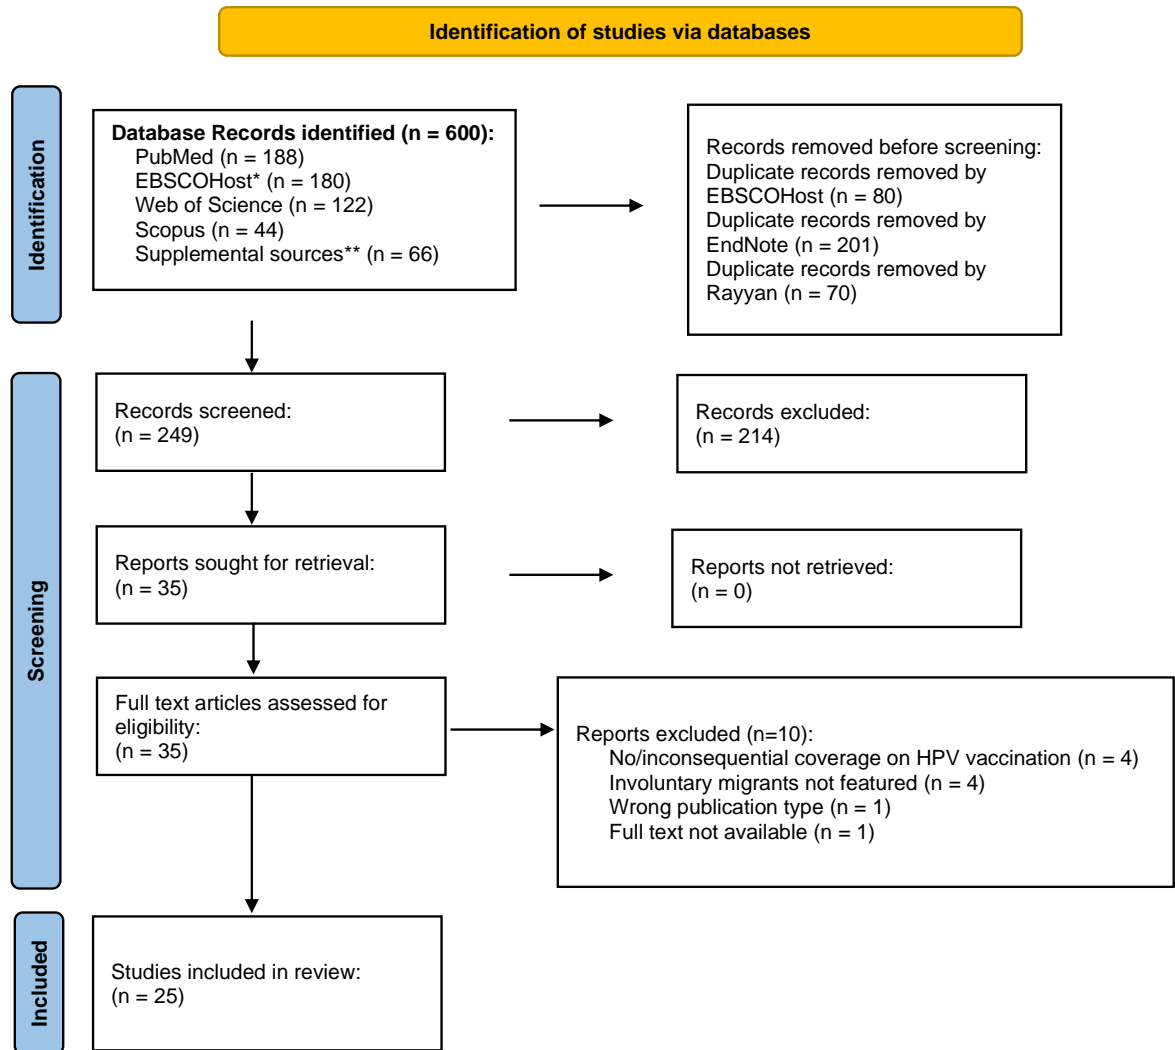 Identification of studies via databases
Identification
Database Records identified (n = 600):
PubMed (n = 188)
EBSCOHost* (n = 180)
Web of Science (n = 122)
Scopus (n = 44)
Supplemental sources** (n = 66)
Records removed before screening:
Duplicate records removed by
EBSCOHost (n = 80)
Duplicate records removed by
EndNote (n = 201)
Duplicate records removed by
Rayyan (n = 70)
Screening
Records screened:
(n = 249)
Records excluded:
(n = 214)
Reports sought for retrieval:
(n = 35)
Reports not retrieved:
(n = 0)
Full text articles assessed for
eligibility:
(n = 35)
Reports excluded (n=10):
No/inconsequential coverage on HPV vaccination (n = 4)
Involuntary migrants not featured (n = 4)
Wrong publication type (n = 1)
Full text not available (n = 1)
Included
Studies included in review:
(n = 25)